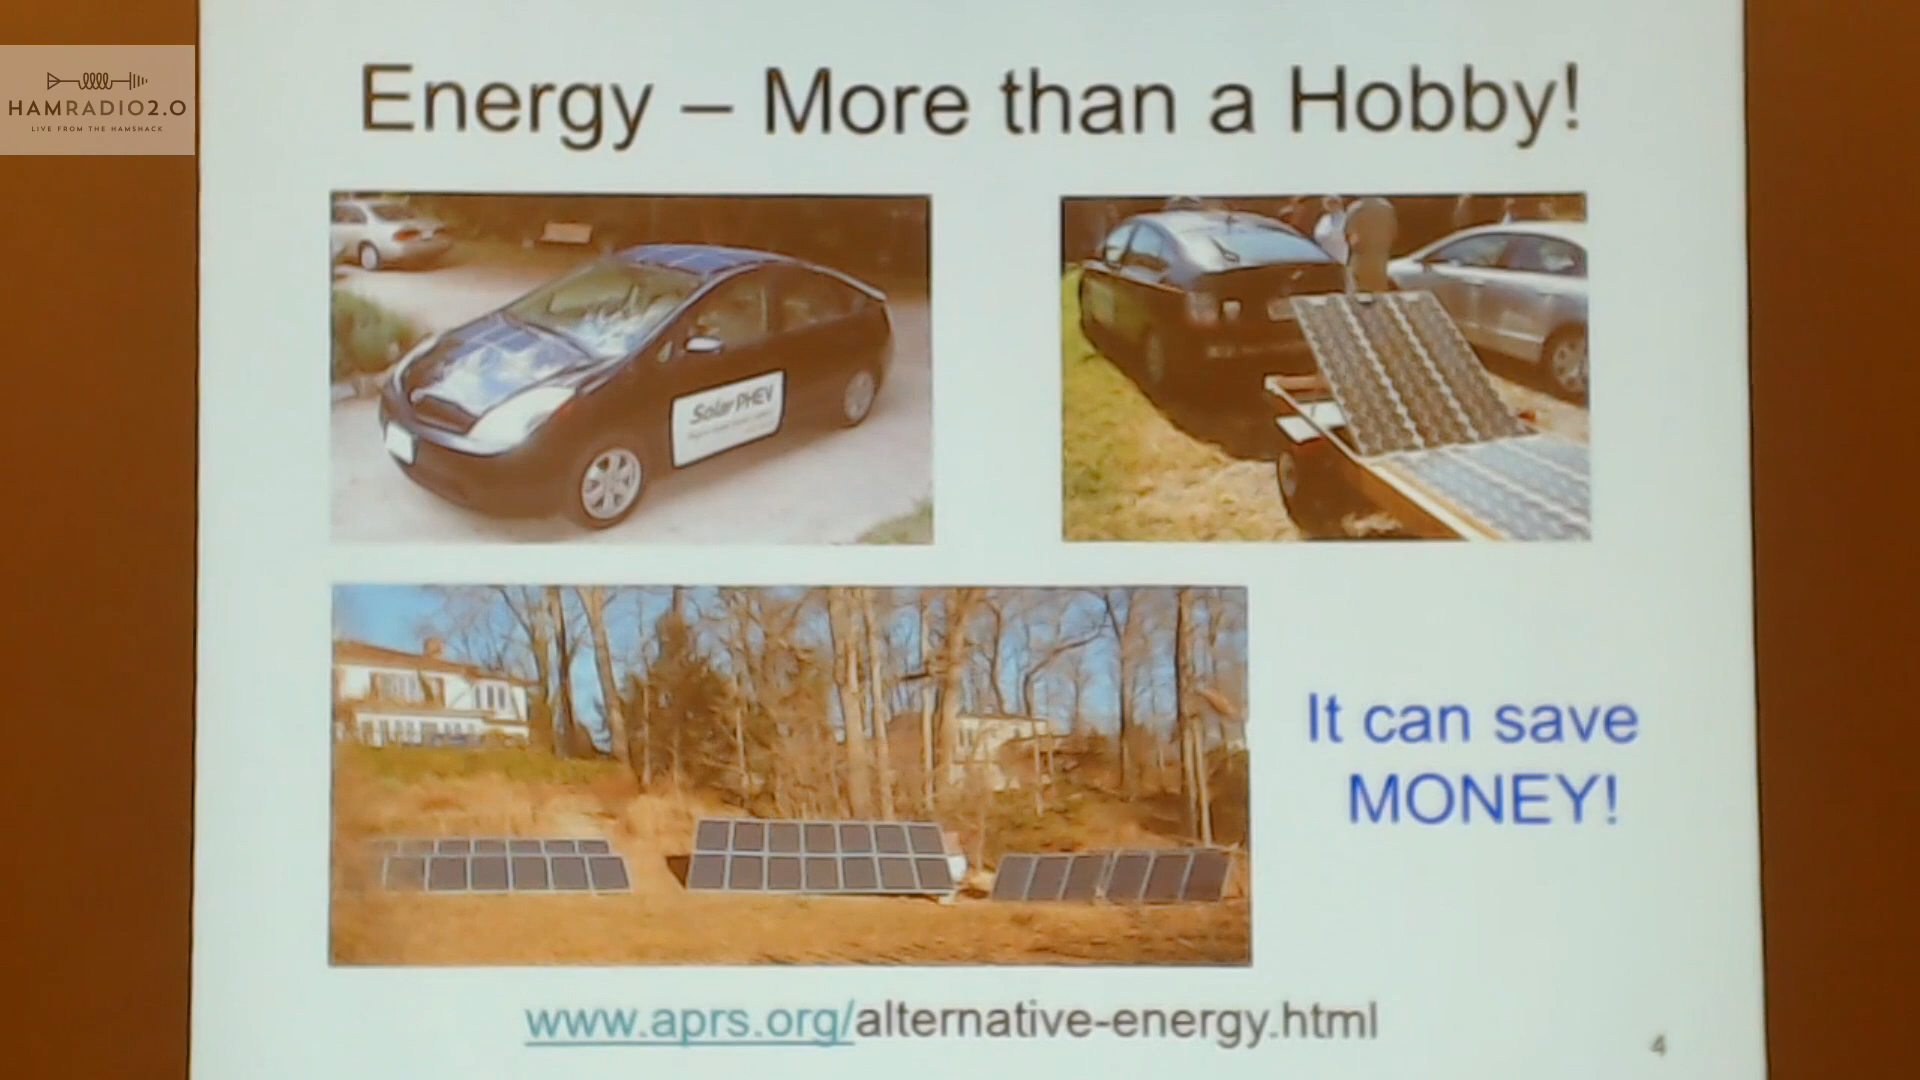 HAMRADIO2.0
LIVE FROM THE HAMSHACK
Energy – More than a Hobby!
Solar PHEV
It can save
MONEY!
www.aprs.org/alternative-energy.html
4